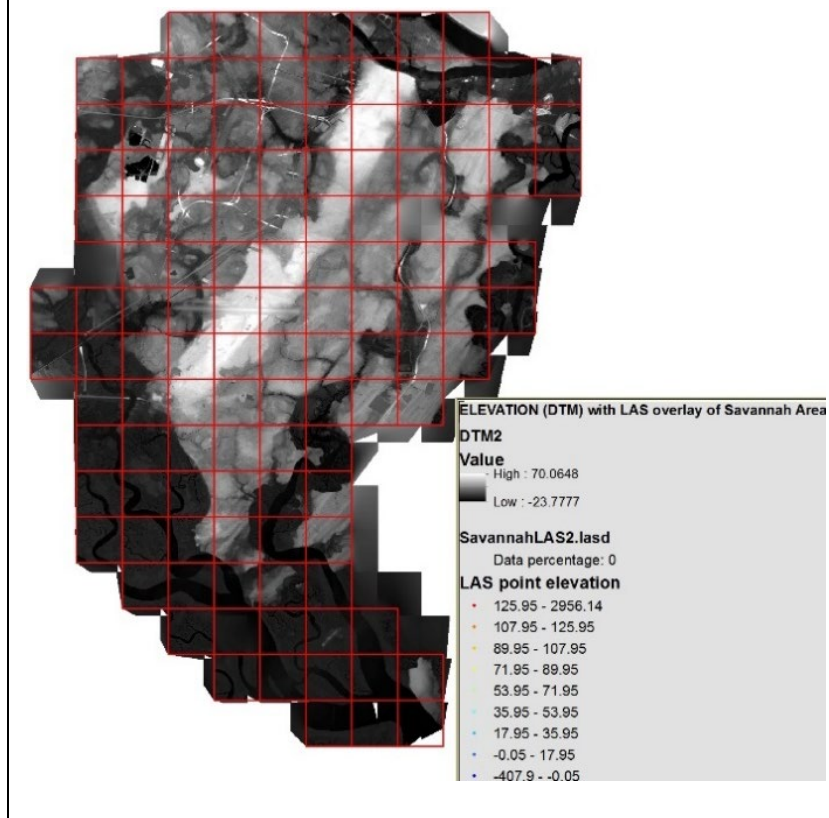 ELEVATION (DTM) with LAS overlay of Savannah Area
DTM2
Value
High : 70.0648
Low : -23.7777
SavannahLAS2.lasd
Data percentage: 0
LAS point elevation
125.95 - 2956.14
107.95 - 125.95
89.95 - 107.95
71.95 - 89.95
53.95 - 71.95
35.95 - 53.95
17.95 - 35.95
-0.05 - 17.95
-407.9 - -0.05